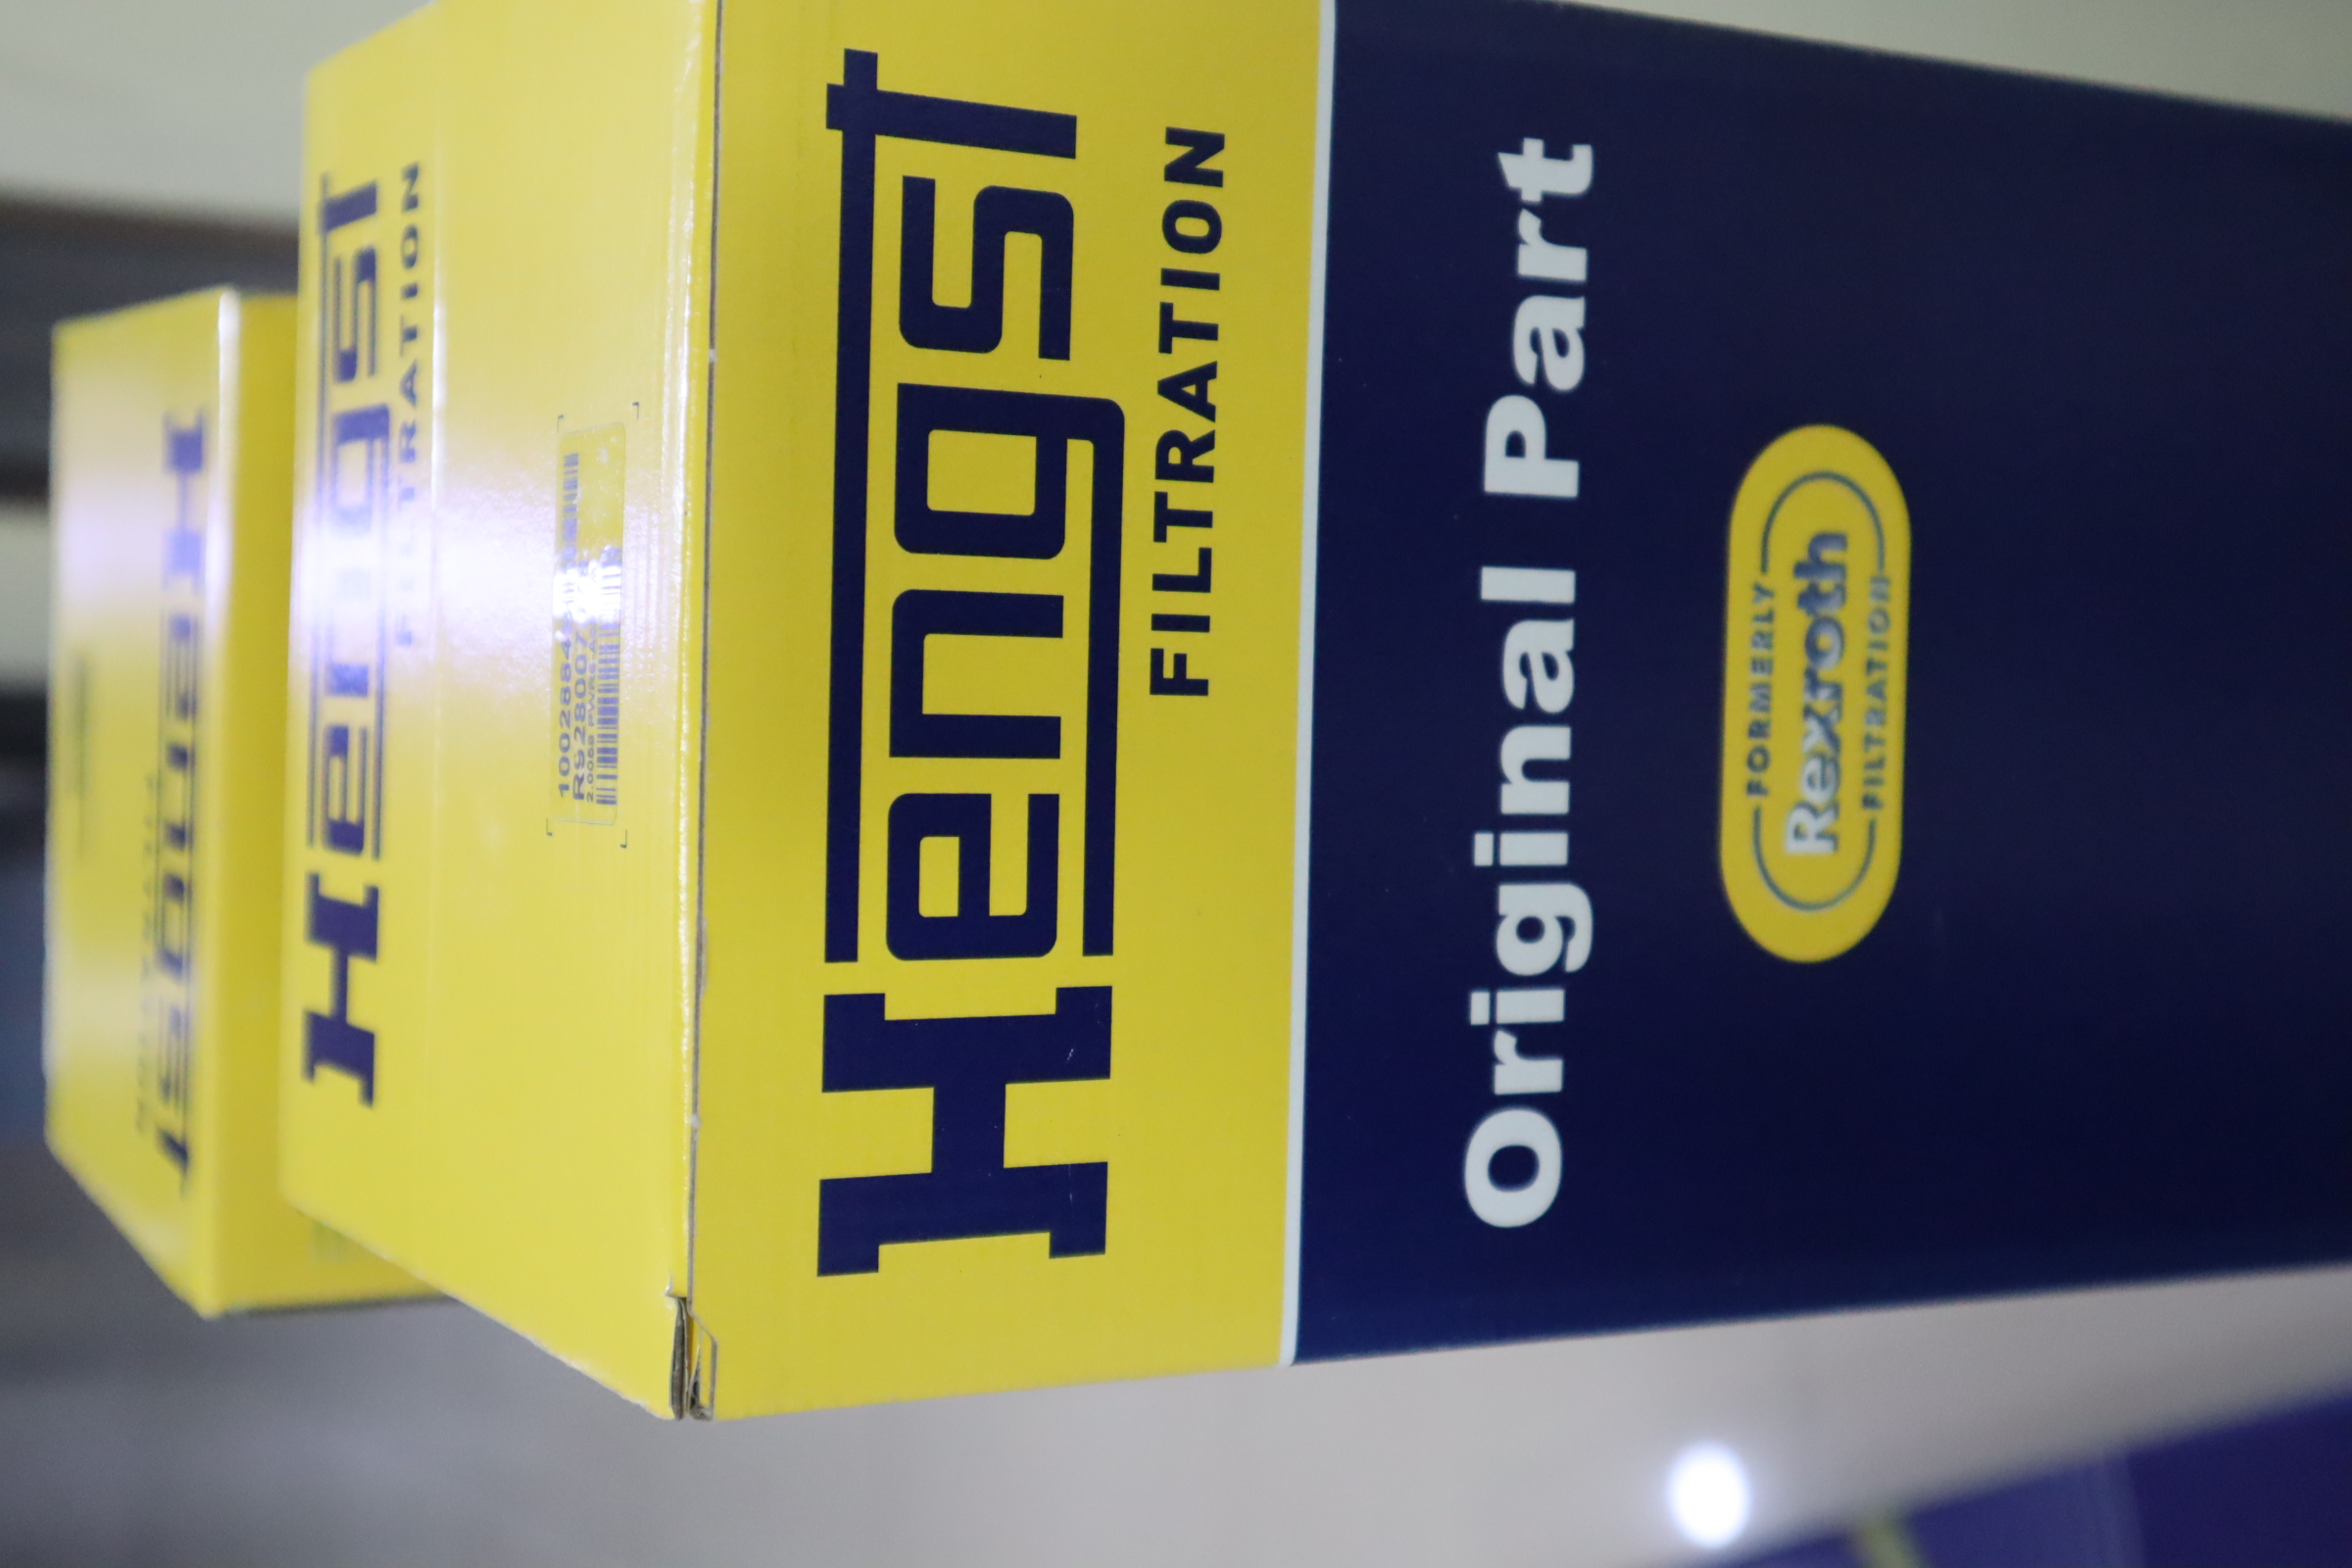 Hengst
FILTRATION
Original Part
FORMERLY
Rexroth
FILTRATION
Hengst
FILTRATION
Hengst